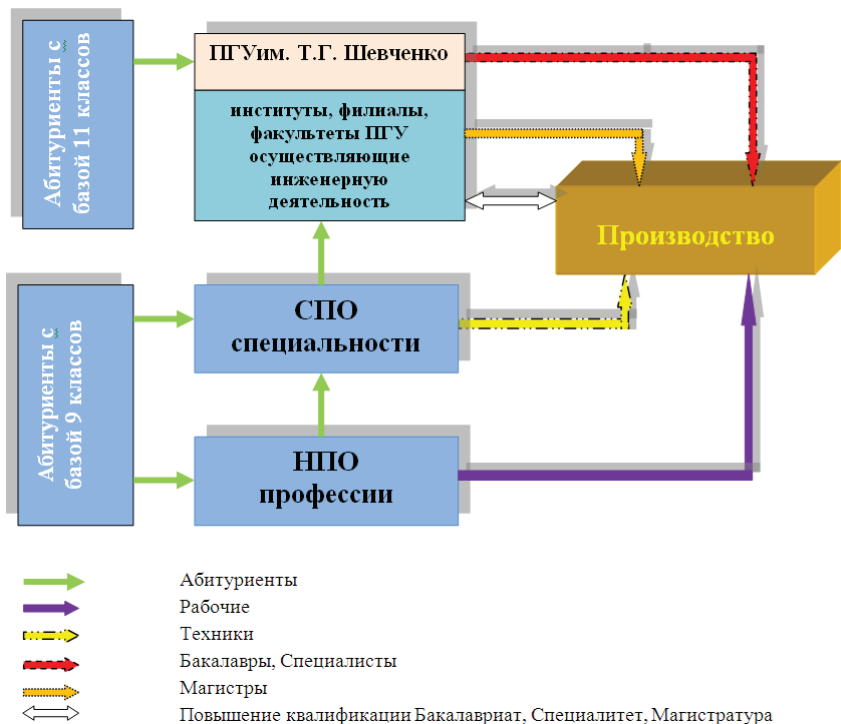 Абитуриенты с
базой 11 классов
ПГУим. Т.Г. Шевченко
институты, филиалы,
факультеты ПГУ
осуществляющие
инженерную
деятельность
Производство
Абитуриенты с
базой 9 классов
СПО
специальности
НПО
профессии
Абитуриенты
Рабочие
Техники
Бакалавры, Специалисты
Магистры
Повышение квалификации Бакалавриат, Специалитет, Магистратура